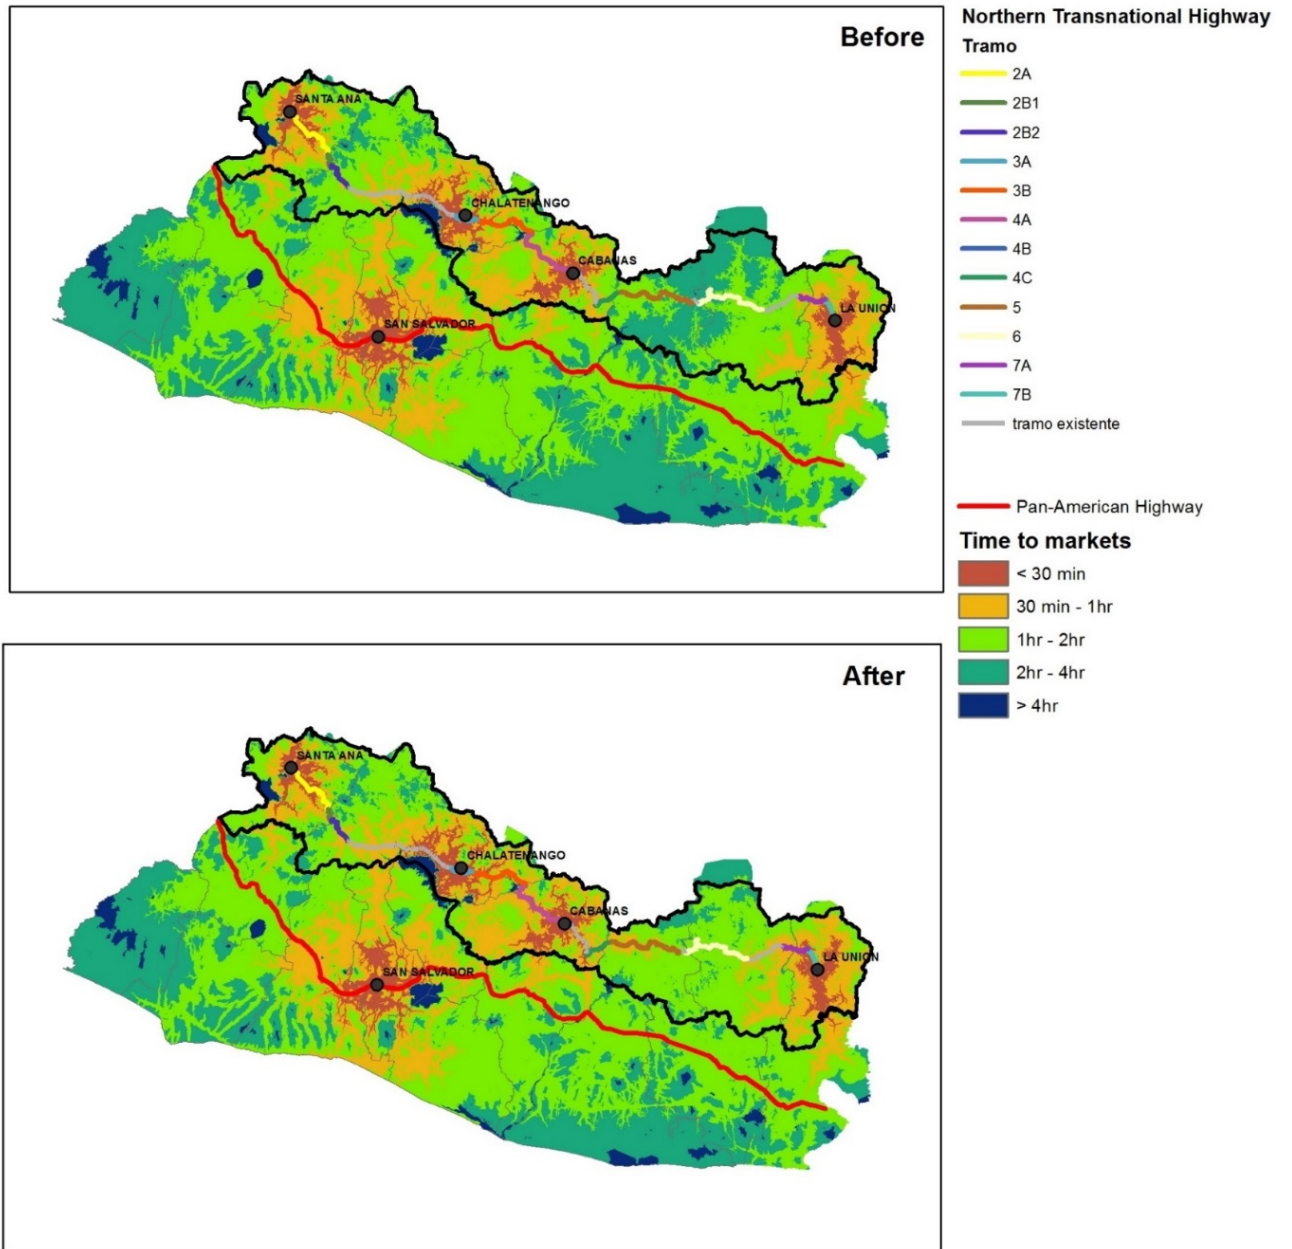 Before
SANTA ANA
CHALATENANGO
CABANAS
LA UNION
SAN SALVADOR
Northern Transnational Highway
Tramo
2A
2B1
2B2
3A
3B
4A
4B
4C
5
6
7A
7B
tramo existente
Pan-American Highway
Time to markets
< 30 min
30 min - 1hr
1hr - 2hr
2hr - 4hr
> 4hr
After
SANTA ANA
CHALATENANGO
CABANAS
LA UNION
SAN SALVADOR